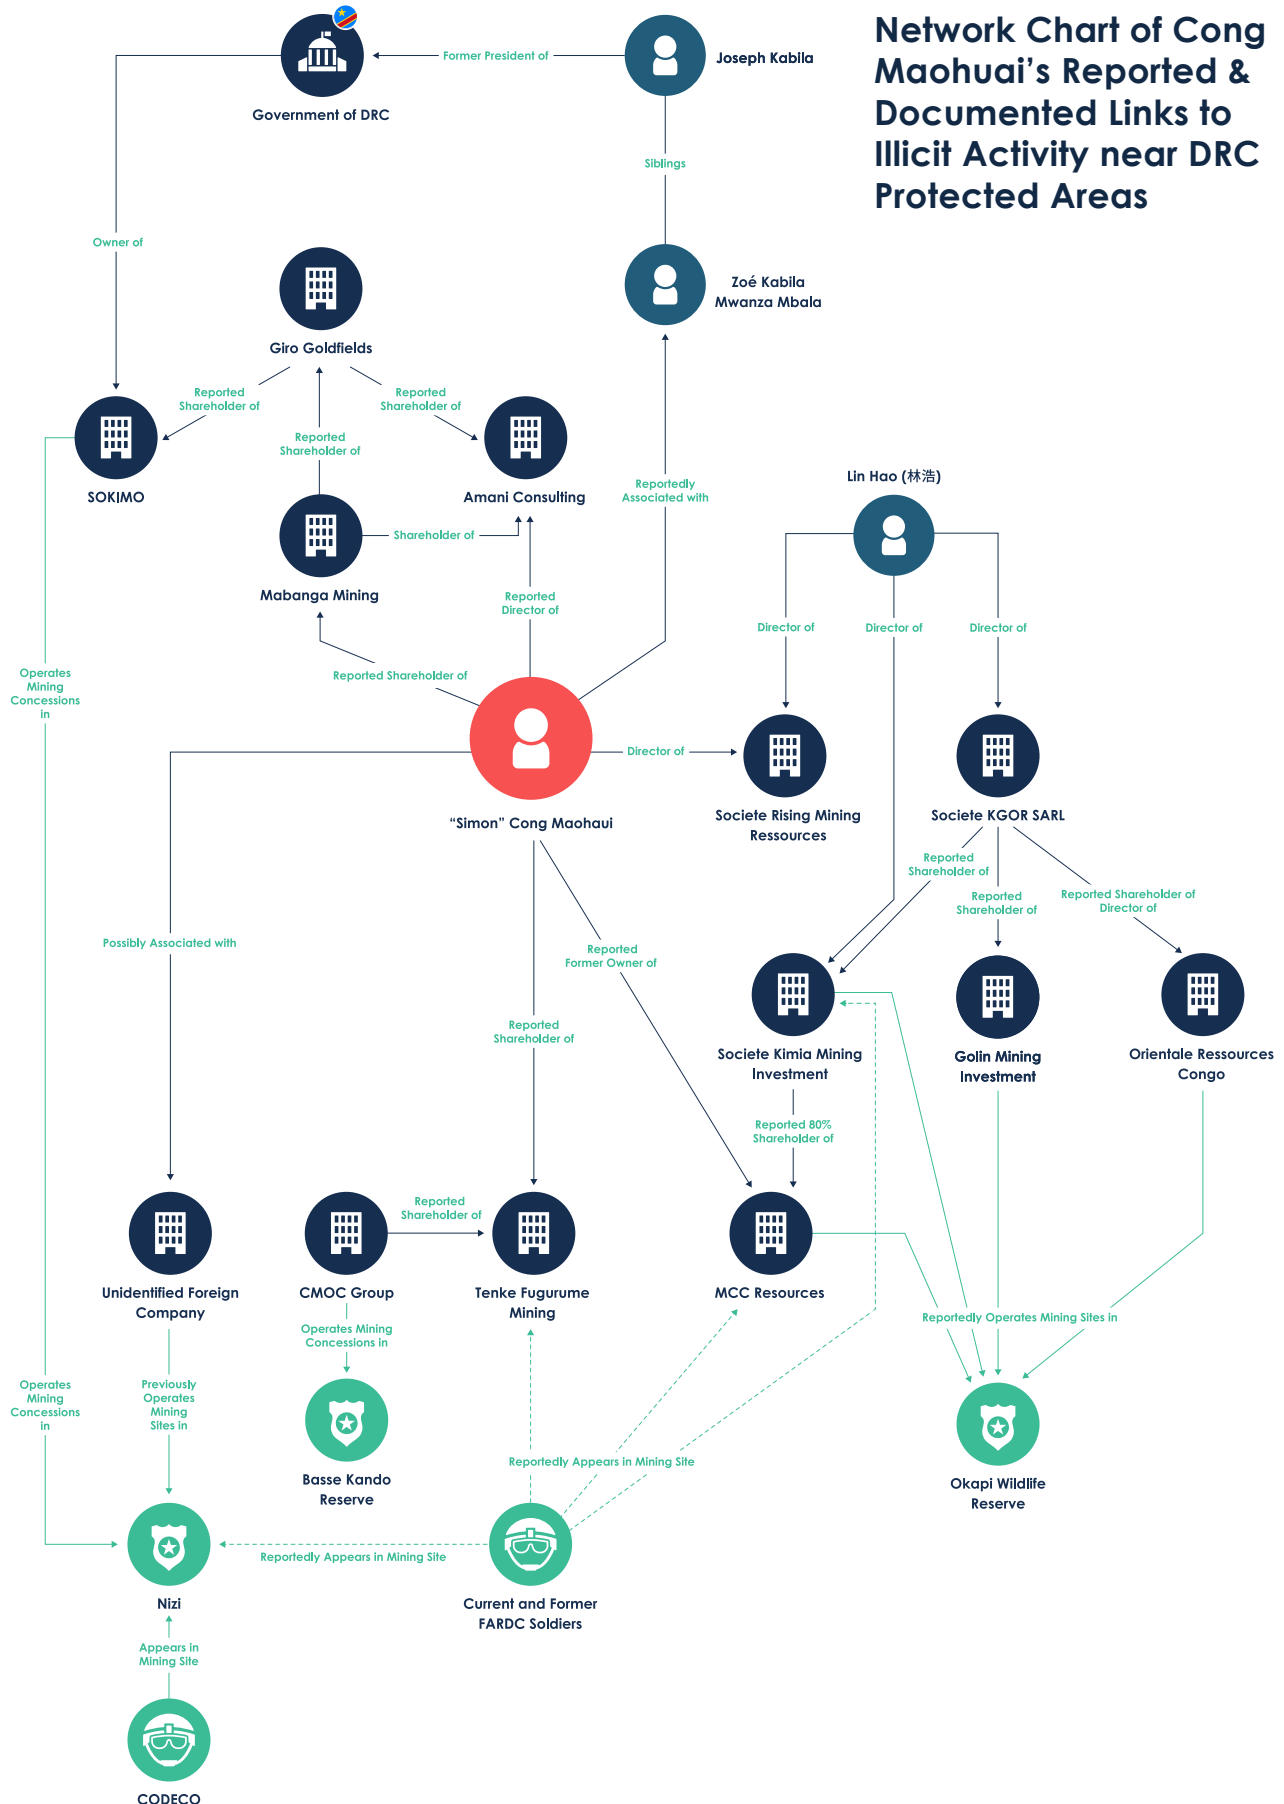 Network Chart of Cong
Maohuai's Reported &
Documented Links to
Illicit Activity near DRC
Protected Areas
Former President of
Joseph Kabila
Government of DRC
Siblings
Owner of
Zoé Kabila
Mwanza Mbala
Giro Goldfields
Reported
Shareholder of
Reported
Shareholder of
Reported
Shareholder of
SOKIMO
Amani Consulting
Reportedly
Associated with
Lin Hao (林浩)
Shareholder of
Mabanga Mining
Reported
Director of
Director of
Director of
Director of
Operates
Mining
Concessions
in
Reported Shareholder of
Director of
"Simon" Cong Maohaui
Societe Rising Mining
Ressources
Societe KGOR SARL
Reported
Shareholder of
Reported
Shareholder of
Reported Shareholder of
Director of
Possibly Associated with
Reported
Former Owner of
Reported
Shareholder of
Societe Kimia Mining
Investment
Golin Mining
Investment
Orientale Ressources
Congo
Reported 80%
Shareholder of
Reported
Shareholder of
Unidentified Foreign
Company
CMOC Group
Tenke Fugurume
Mining
MCC Resources
Operates Mining
Concessions in
Reportedly Operates Mining Sites in
Operates
Mining
Concessions
in
Previously
Operates
Mining
Sites in
Basse Kando
Reserve
Reportedly Appears in Mining Site
Okapi Wildlife
Reserve
Reportedly Appears in Mining Site
Nizi
Current and Former
FARDC Soldiers
Appears in
Mining Site
CODECO